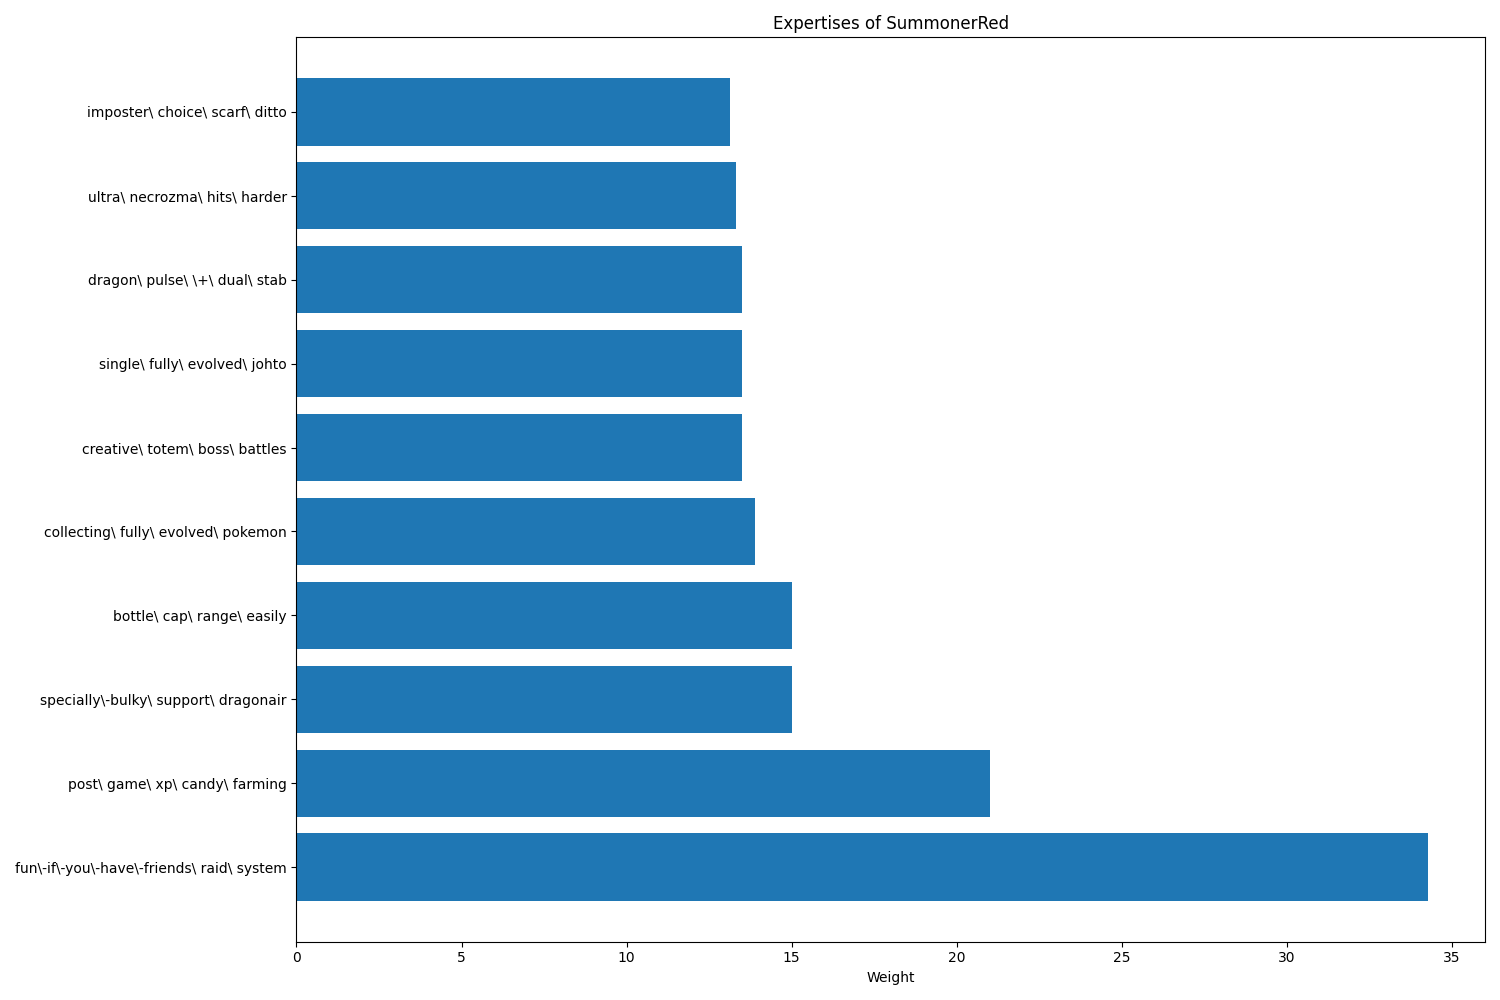 Expertises of SummonerRed
imposter\ choice\ scarf\ ditto
ultra\ necrozma\ hits\ harder
dragon\ pulse\ \+\ dual\ stab
single\ fully\ evolved\ johto
creative\ totem\ boss\ battles
collecting\ fully\ evolved\ pokemon
bottle\ cap\ range\ easily
specially\-bulky\ support\ dragonair
post\ game\ xp\ candy\ farming
fun\-if\-you\-have\-friends\ raid\ system
0 5 10 15 20 25 30 35
Weight